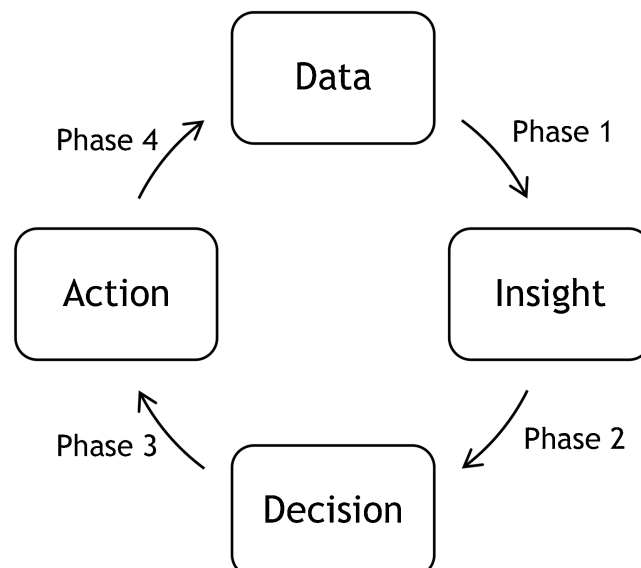 Data
Phase 4
Phase 1
Action
Insight
Phase 3
Phase 2
Decision